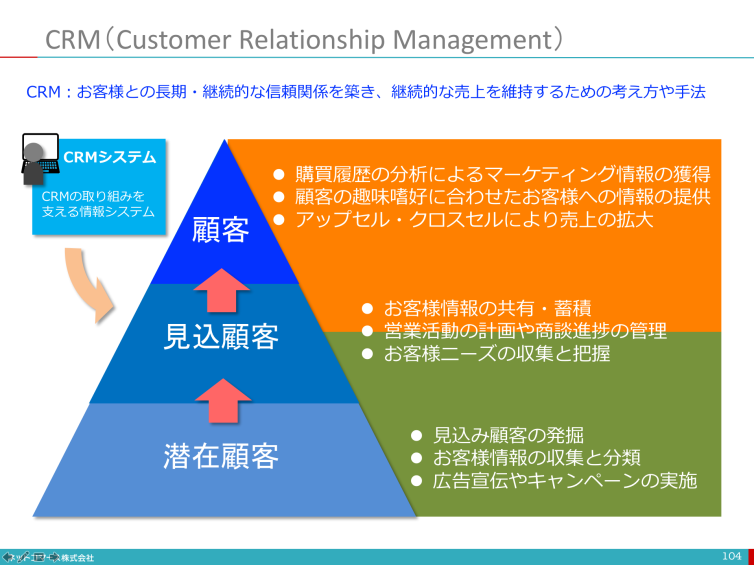 CRM（Customer Relationship Management）
CRM：お客様との長期・継続的な信頼関係を築き、継続的な売上を維持するための考え方や手法
CRMシステム
CRMの取り組みを
支える情報システム
顧客
● 購買履歴の分析によるマーケティング情報の獲得
● 顧客の趣味嗜好に合わせたお客様への情報の提供
● アップセル・クロスセルにより売上の拡大
見込顧客
● お客様情報の共有・蓄積
● 営業活動の計画や商談進捗の管理
● お客様ニーズの収集と把握
潜在顧客
● 見込み顧客の発掘
● お客様情報の収集と分類
● 広告宣伝やキャンペーンの実施
株式会社
104